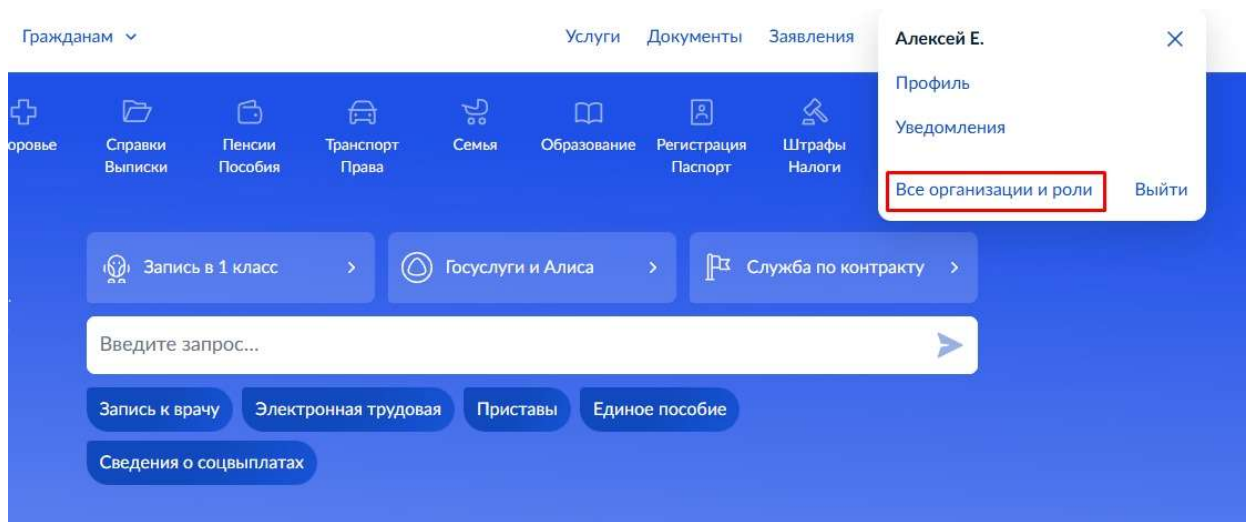 Гражданам
Услуги
Документы
Заявления
Алексей Е.
Профиль
Уведомления
Все организации и роли
Выйти
оровье
Справки
Выписки
Пенсии
Пособия
Транспорт
Права
Семья
Образование
Регистрация
Паспорт
Штрафы
Налоги
Запись в 1 класс
Госуслуги и Алиса
Служба по контракту
Введите запрос...
Запись к врачу
Электронная трудовая
Приставы
Единое пособие
Сведения о соцвыплатах